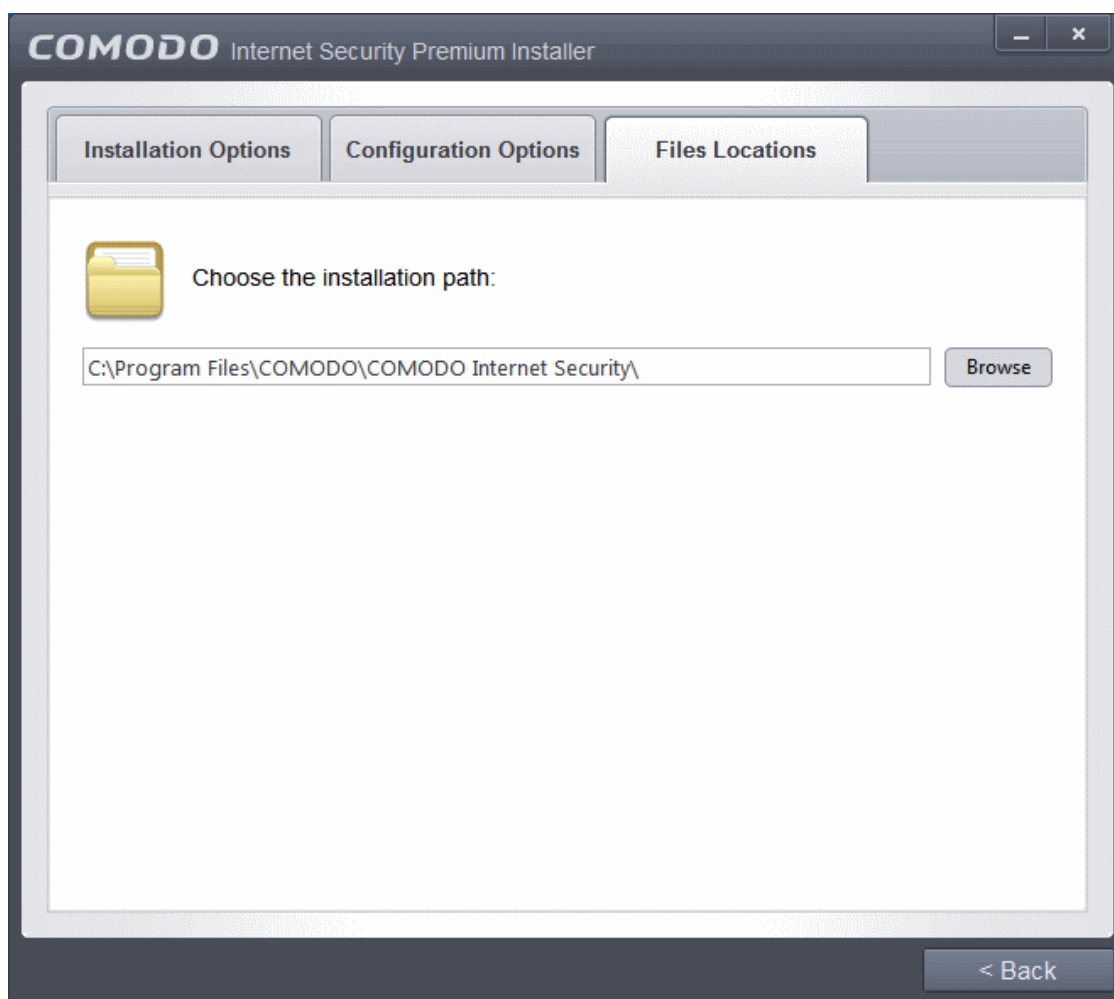 COMODO Internet Security Premium Installer
Installation Options Configuration Options Files Locations
Choose the installation path:
C:\Program Files\COMODO\COMODO Internet Security\ Browse
< Back